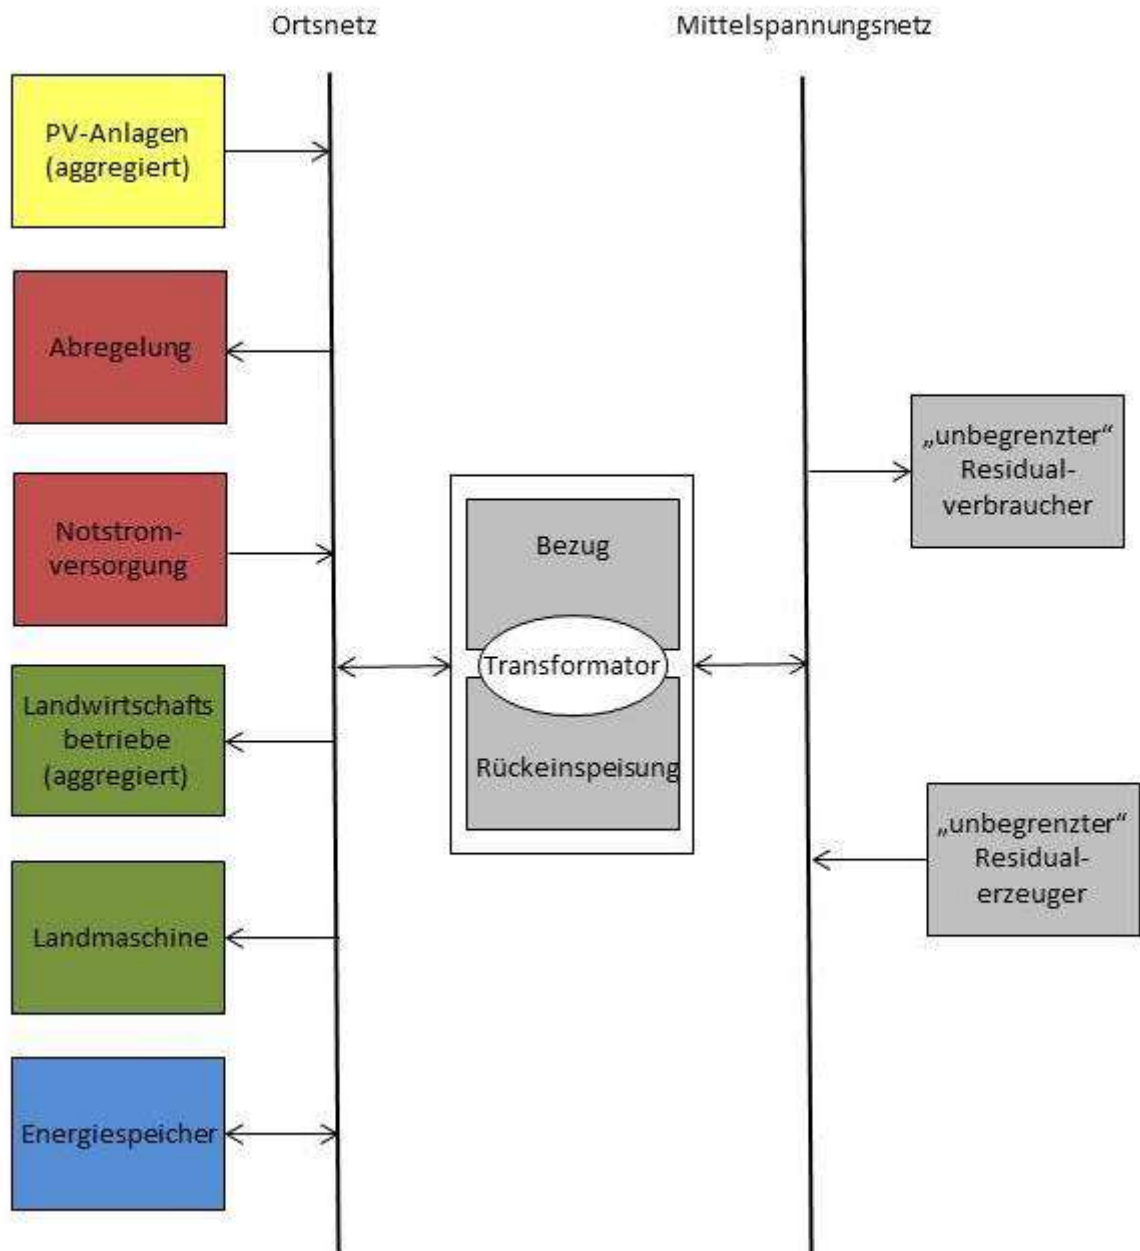 Ortsnetz
Mittelspannungsnetz
PV-Anlagen
(aggregiert)
Abregelung
Notstrom-
versorgung
Landwirtschafts
betriebe
(aggregiert)
Landmaschine
Energiespeicher
Bezug
Transformator
Rückeinspeisung
„unbegrenzter“
Residual-
verbraucher
„unbegrenzter“
Residual-
erzeuger